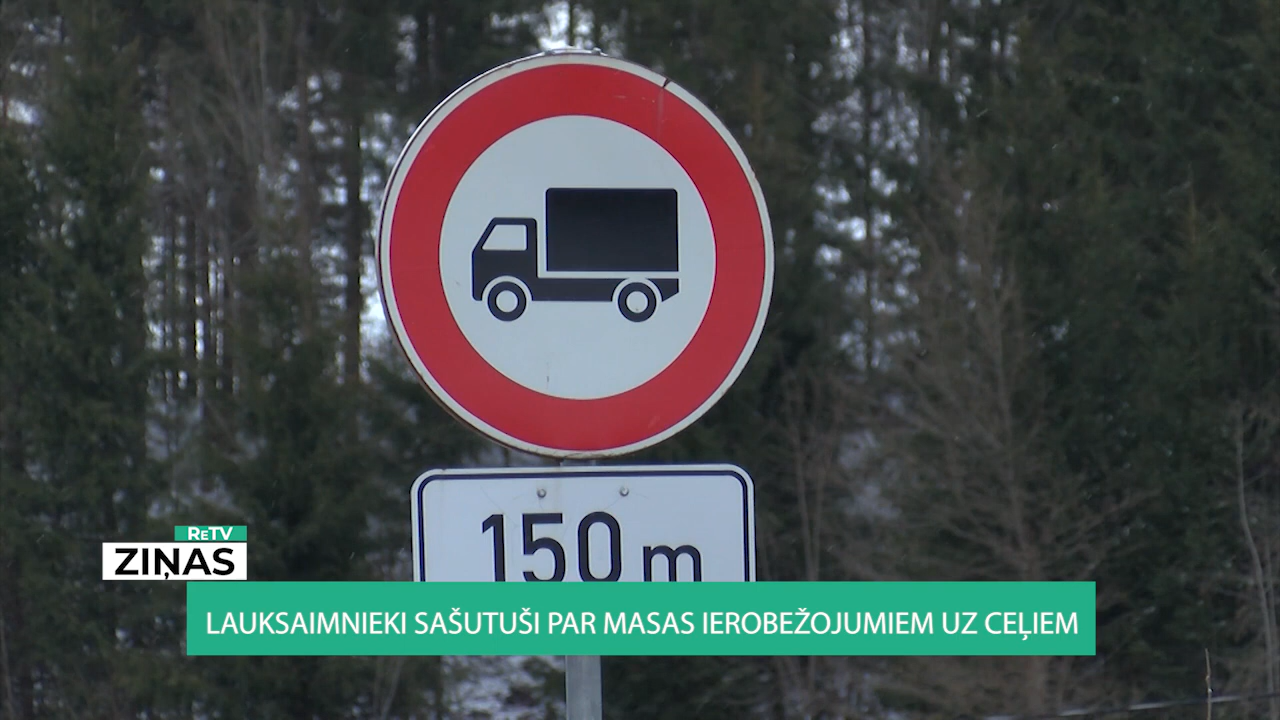 150 m
ReTV
ZIŅAS
LAUKSAIMNIEKI SAŠUTUŠI PAR MASAS IEROBEŽOJUMIEM UZ CEĻIEM